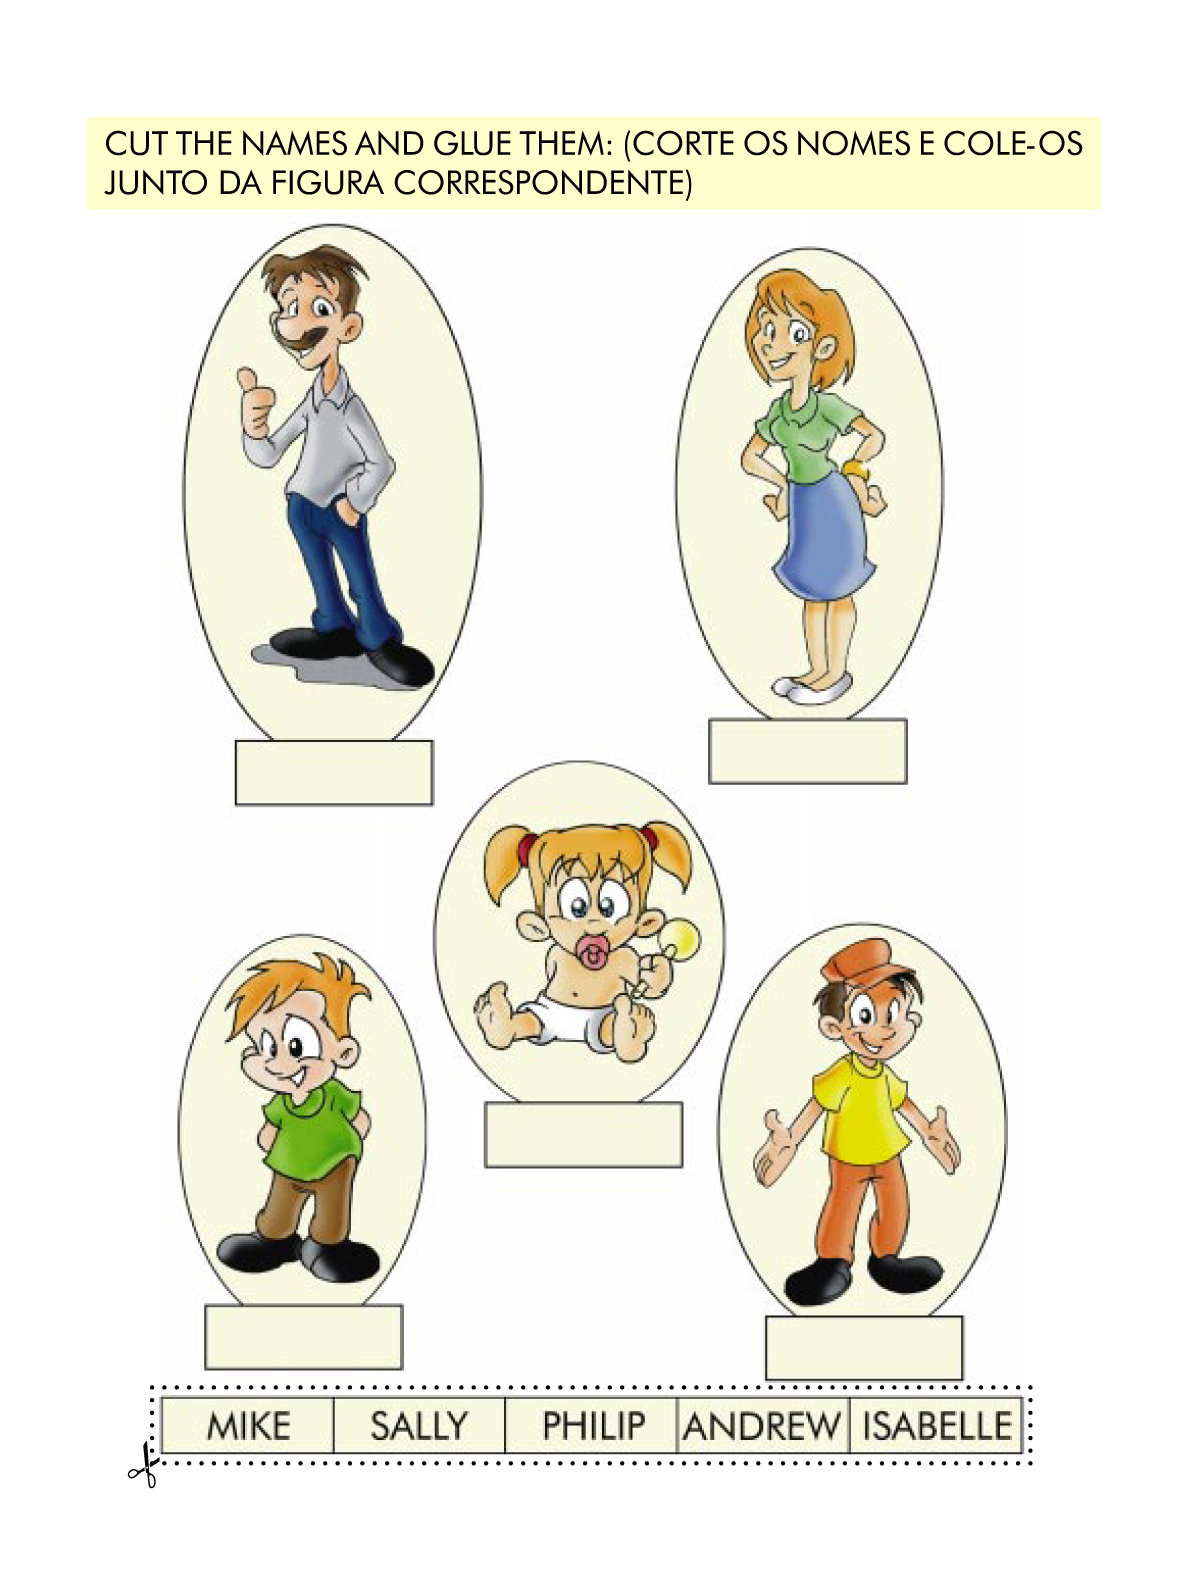 CUT THE NAMES AND GLUE THEM: (CORTE OS NOMES E COLE-OS
JUNTO DA FIGURA CORRESPONDENTE)
MIKE SALLY PHILIP ANDREW ISABELLE